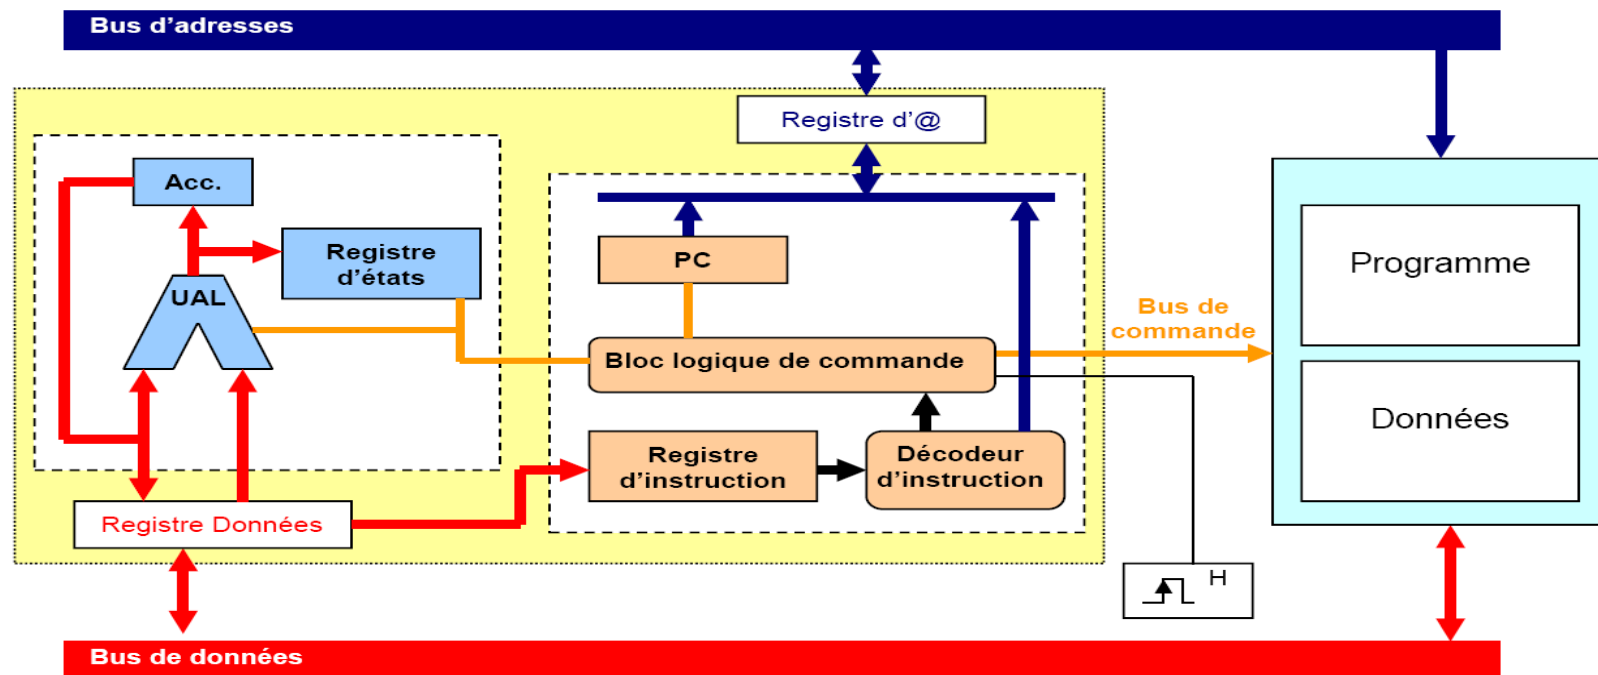 Bus d'adresses
Registre d'@
Acc.
Registre
d'états
UAL
PC
Bus de
commande
Programme
Bloc logique de commande
Données
Registre
d'instruction
Décodeur
d'instruction
Registre Données
H
Bus de données